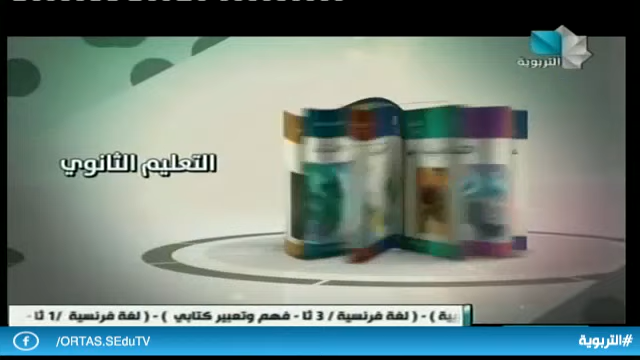 التربوية
التعليم الثانوي
بية ) - ( لغة فرنسية / 3 ثا - فهم وتعبير كتابي ) - ( لغة فرنسية / 1 ثا -
/ORTAS.SEduTV
#التربوية